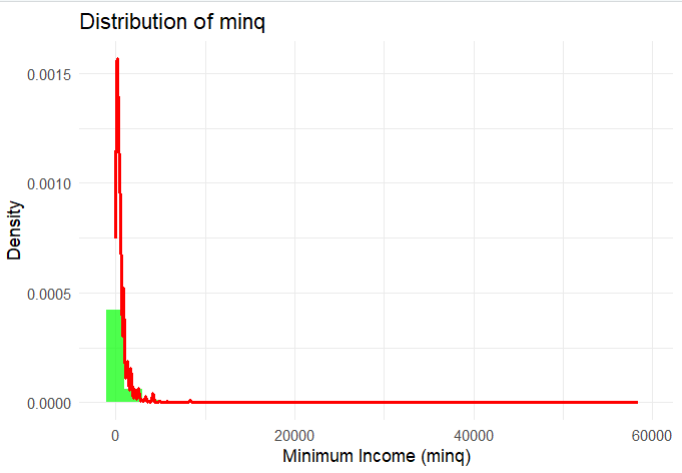 Distribution of minq
0.0015
0.0010
0.0005
0.0000
Density
0 20000 40000 60000
Minimum Income (minq)